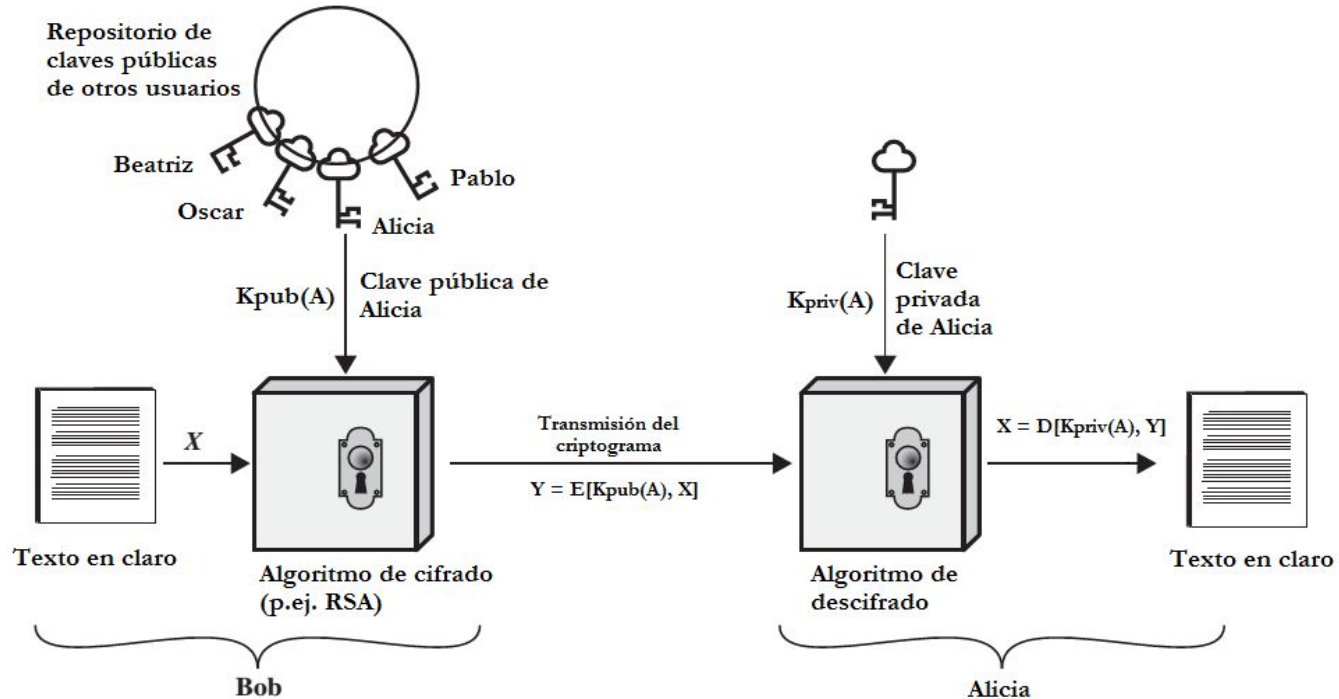 Repositorio de
claves públicas
de otros usuarios
Beatriz
Oscar
Alicia
Pablo
Kpub(A)
Clave pública de
Alicia
Kpriv(A)
Clave
privada
de Alicia
X
Transmisión del
criptograma
Y = E[Kpub(A), X]
X = D[Kpriv(A), Y]
Texto en claro
Algoritmo de cifrado
(p.ej. RSA)
Algoritmo de
descifrado
Texto en claro
Bob
Alicia